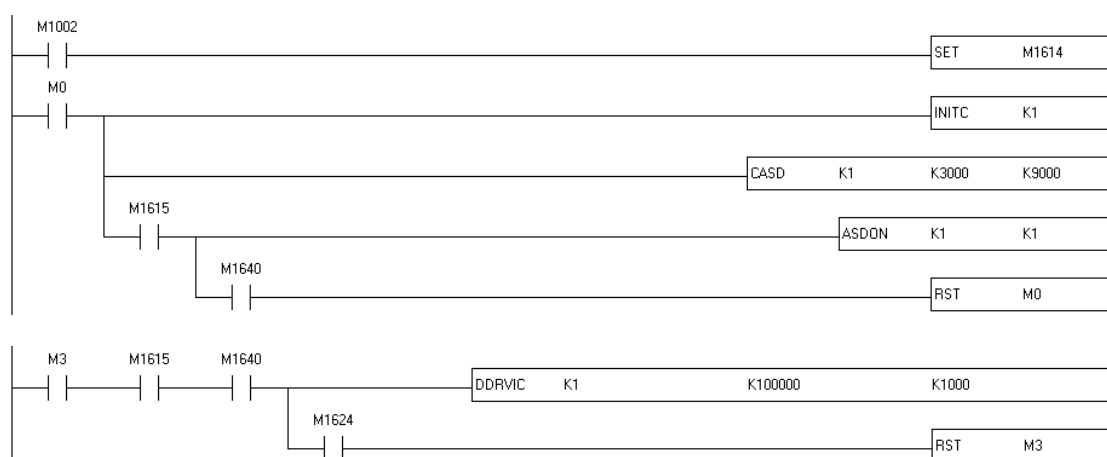 M1002
SET M1614
M0
INITC K1
CASD K1 K3000 K9000
M1615
ASDON K1 K1
M1640
RST M0
M3 M1615 M1640
DDRVIC K1 K100000 K1000
M1624
RST M3